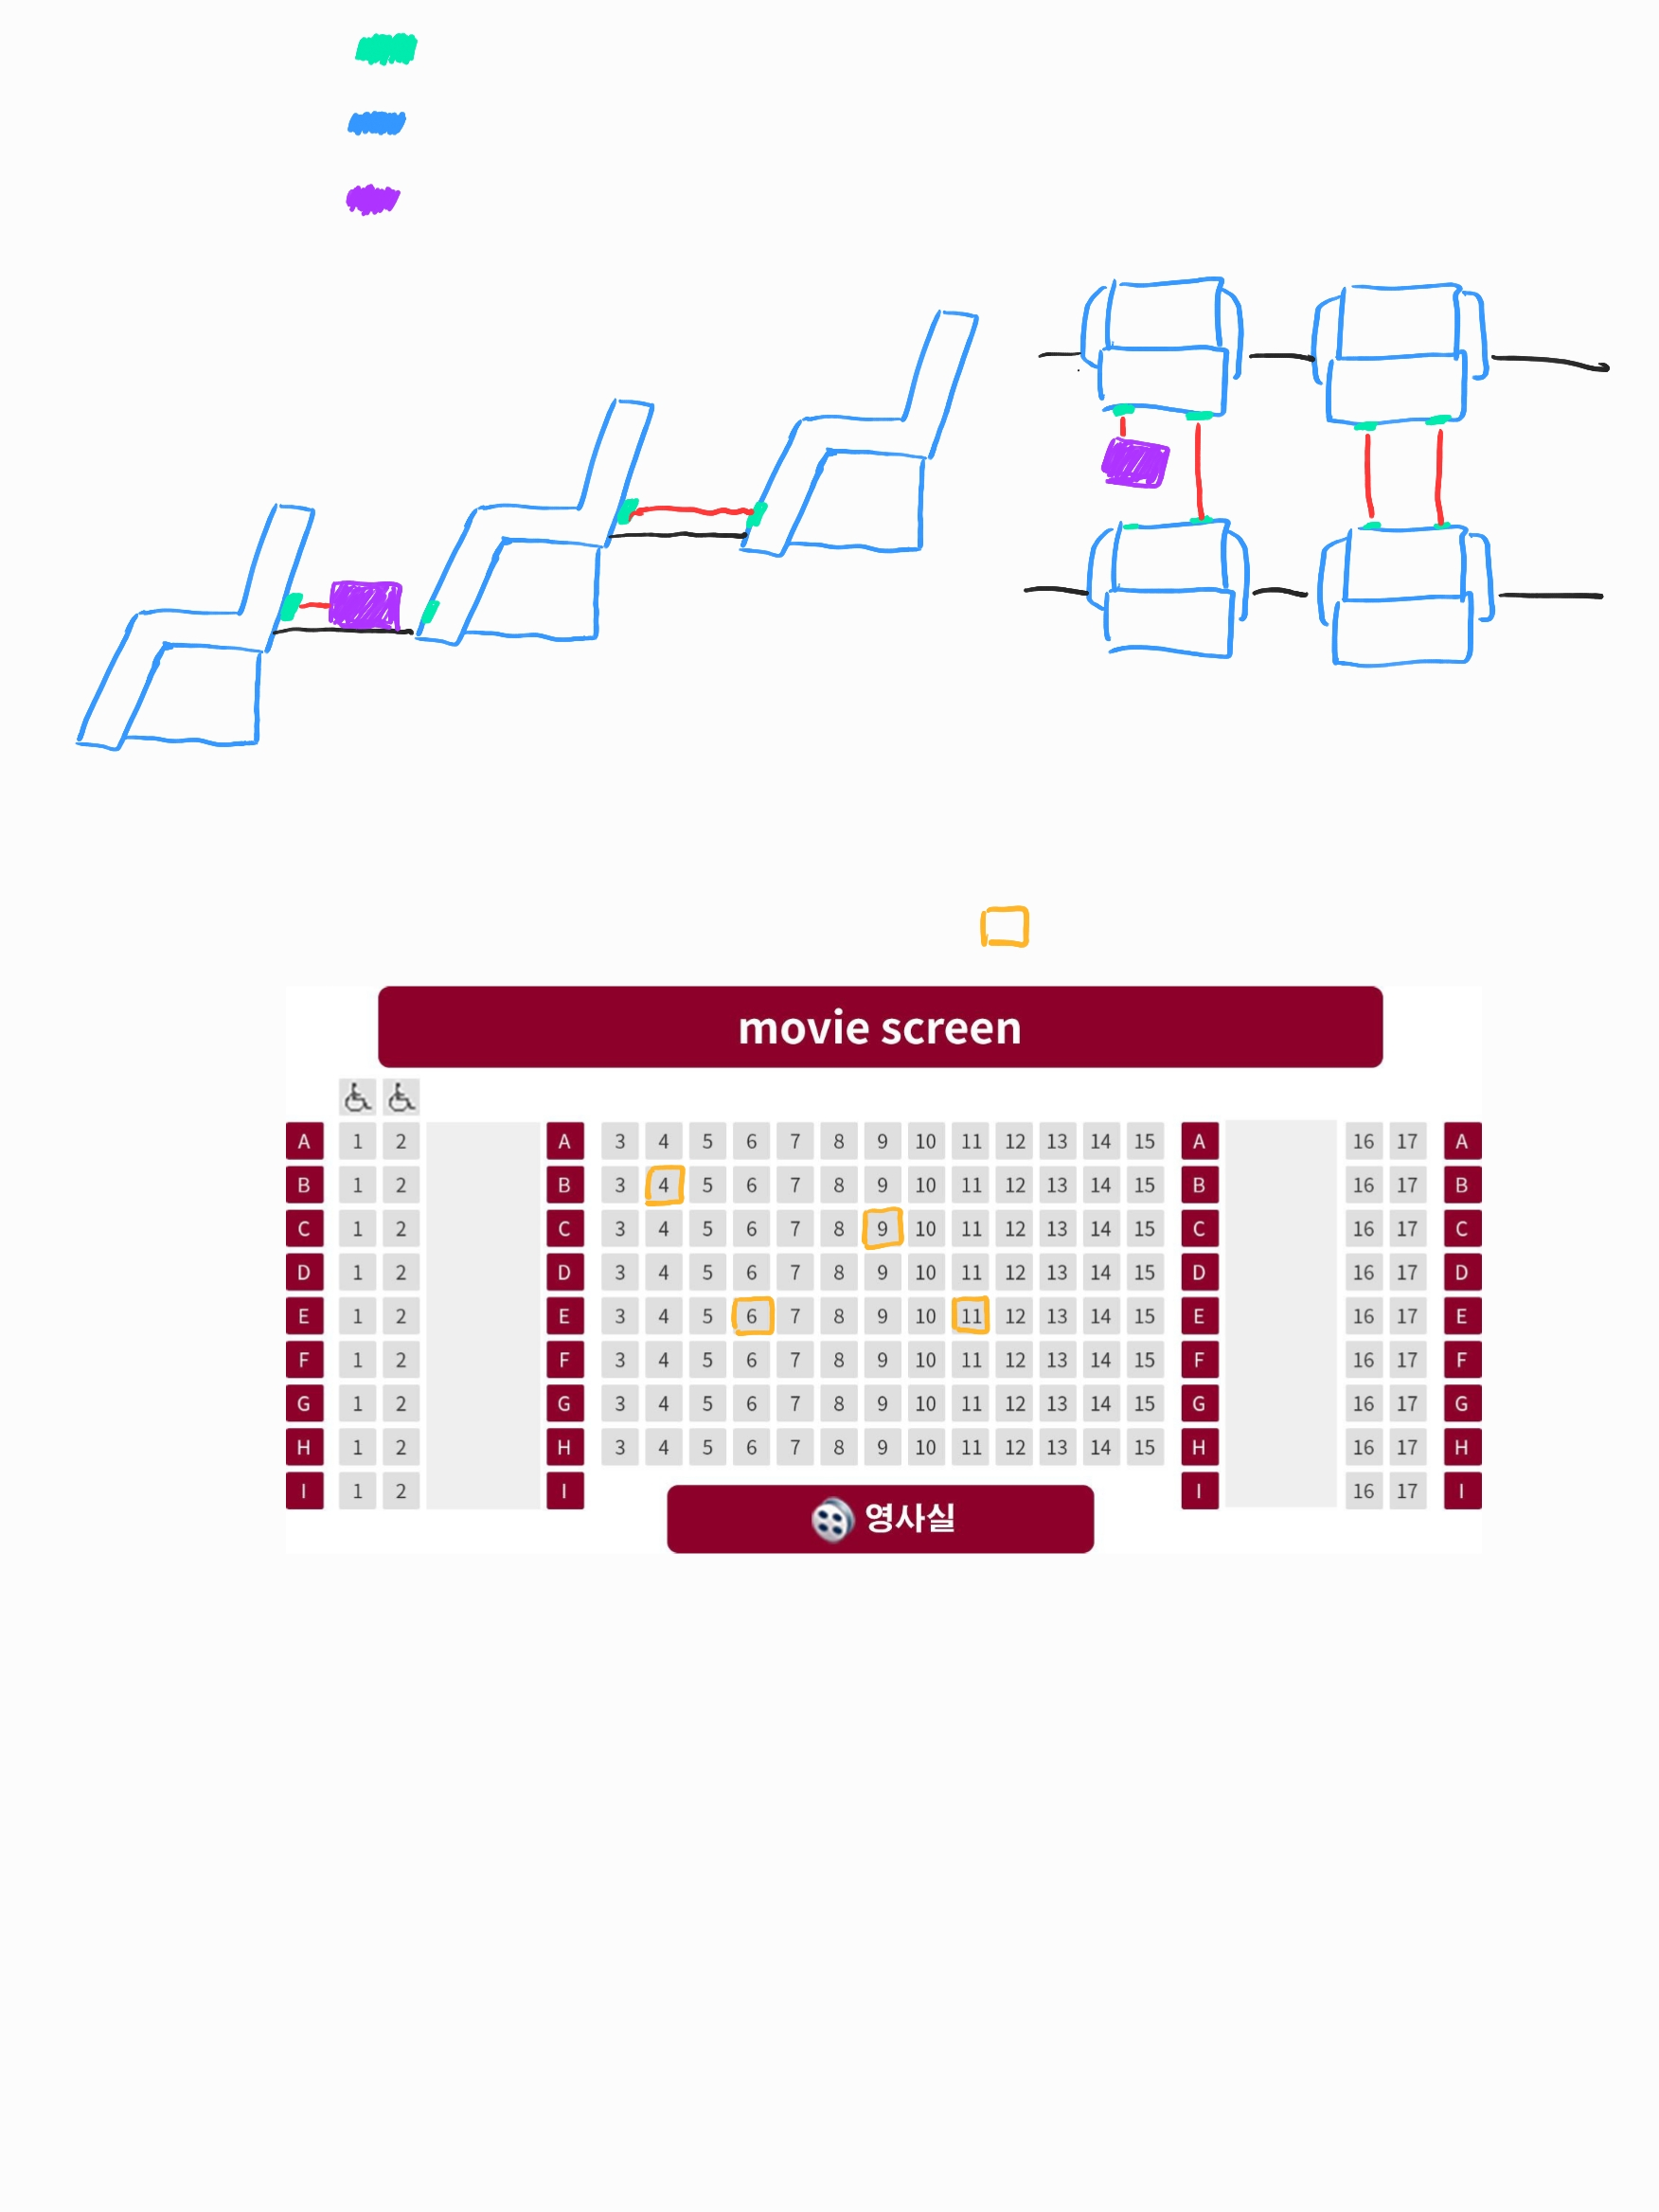 movie screen
A 1 2 A 3 4 5 6 7 8 9 10 11 12 13 14 15 A 16 17 A
B 1 2 B 3 4 5 6 7 8 9 10 11 12 13 14 15 B 16 17 B
C 1 2 C 3 4 5 6 7 8 9 10 11 12 13 14 15 C 16 17 C
D 1 2 D 3 4 5 6 7 8 9 10 11 12 13 14 15 D 16 17 D
E 1 2 E 3 4 5 6 7 8 9 10 11 12 13 14 15 E 16 17 E
F 1 2 F 3 4 5 6 7 8 9 10 11 12 13 14 15 F 16 17 F
G 1 2 G 3 4 5 6 7 8 9 10 11 12 13 14 15 G 16 17 G
H 1 2 H 3 4 5 6 7 8 9 10 11 12 13 14 15 H 16 17 H
I 1 2 I I 16 17 I
영사실